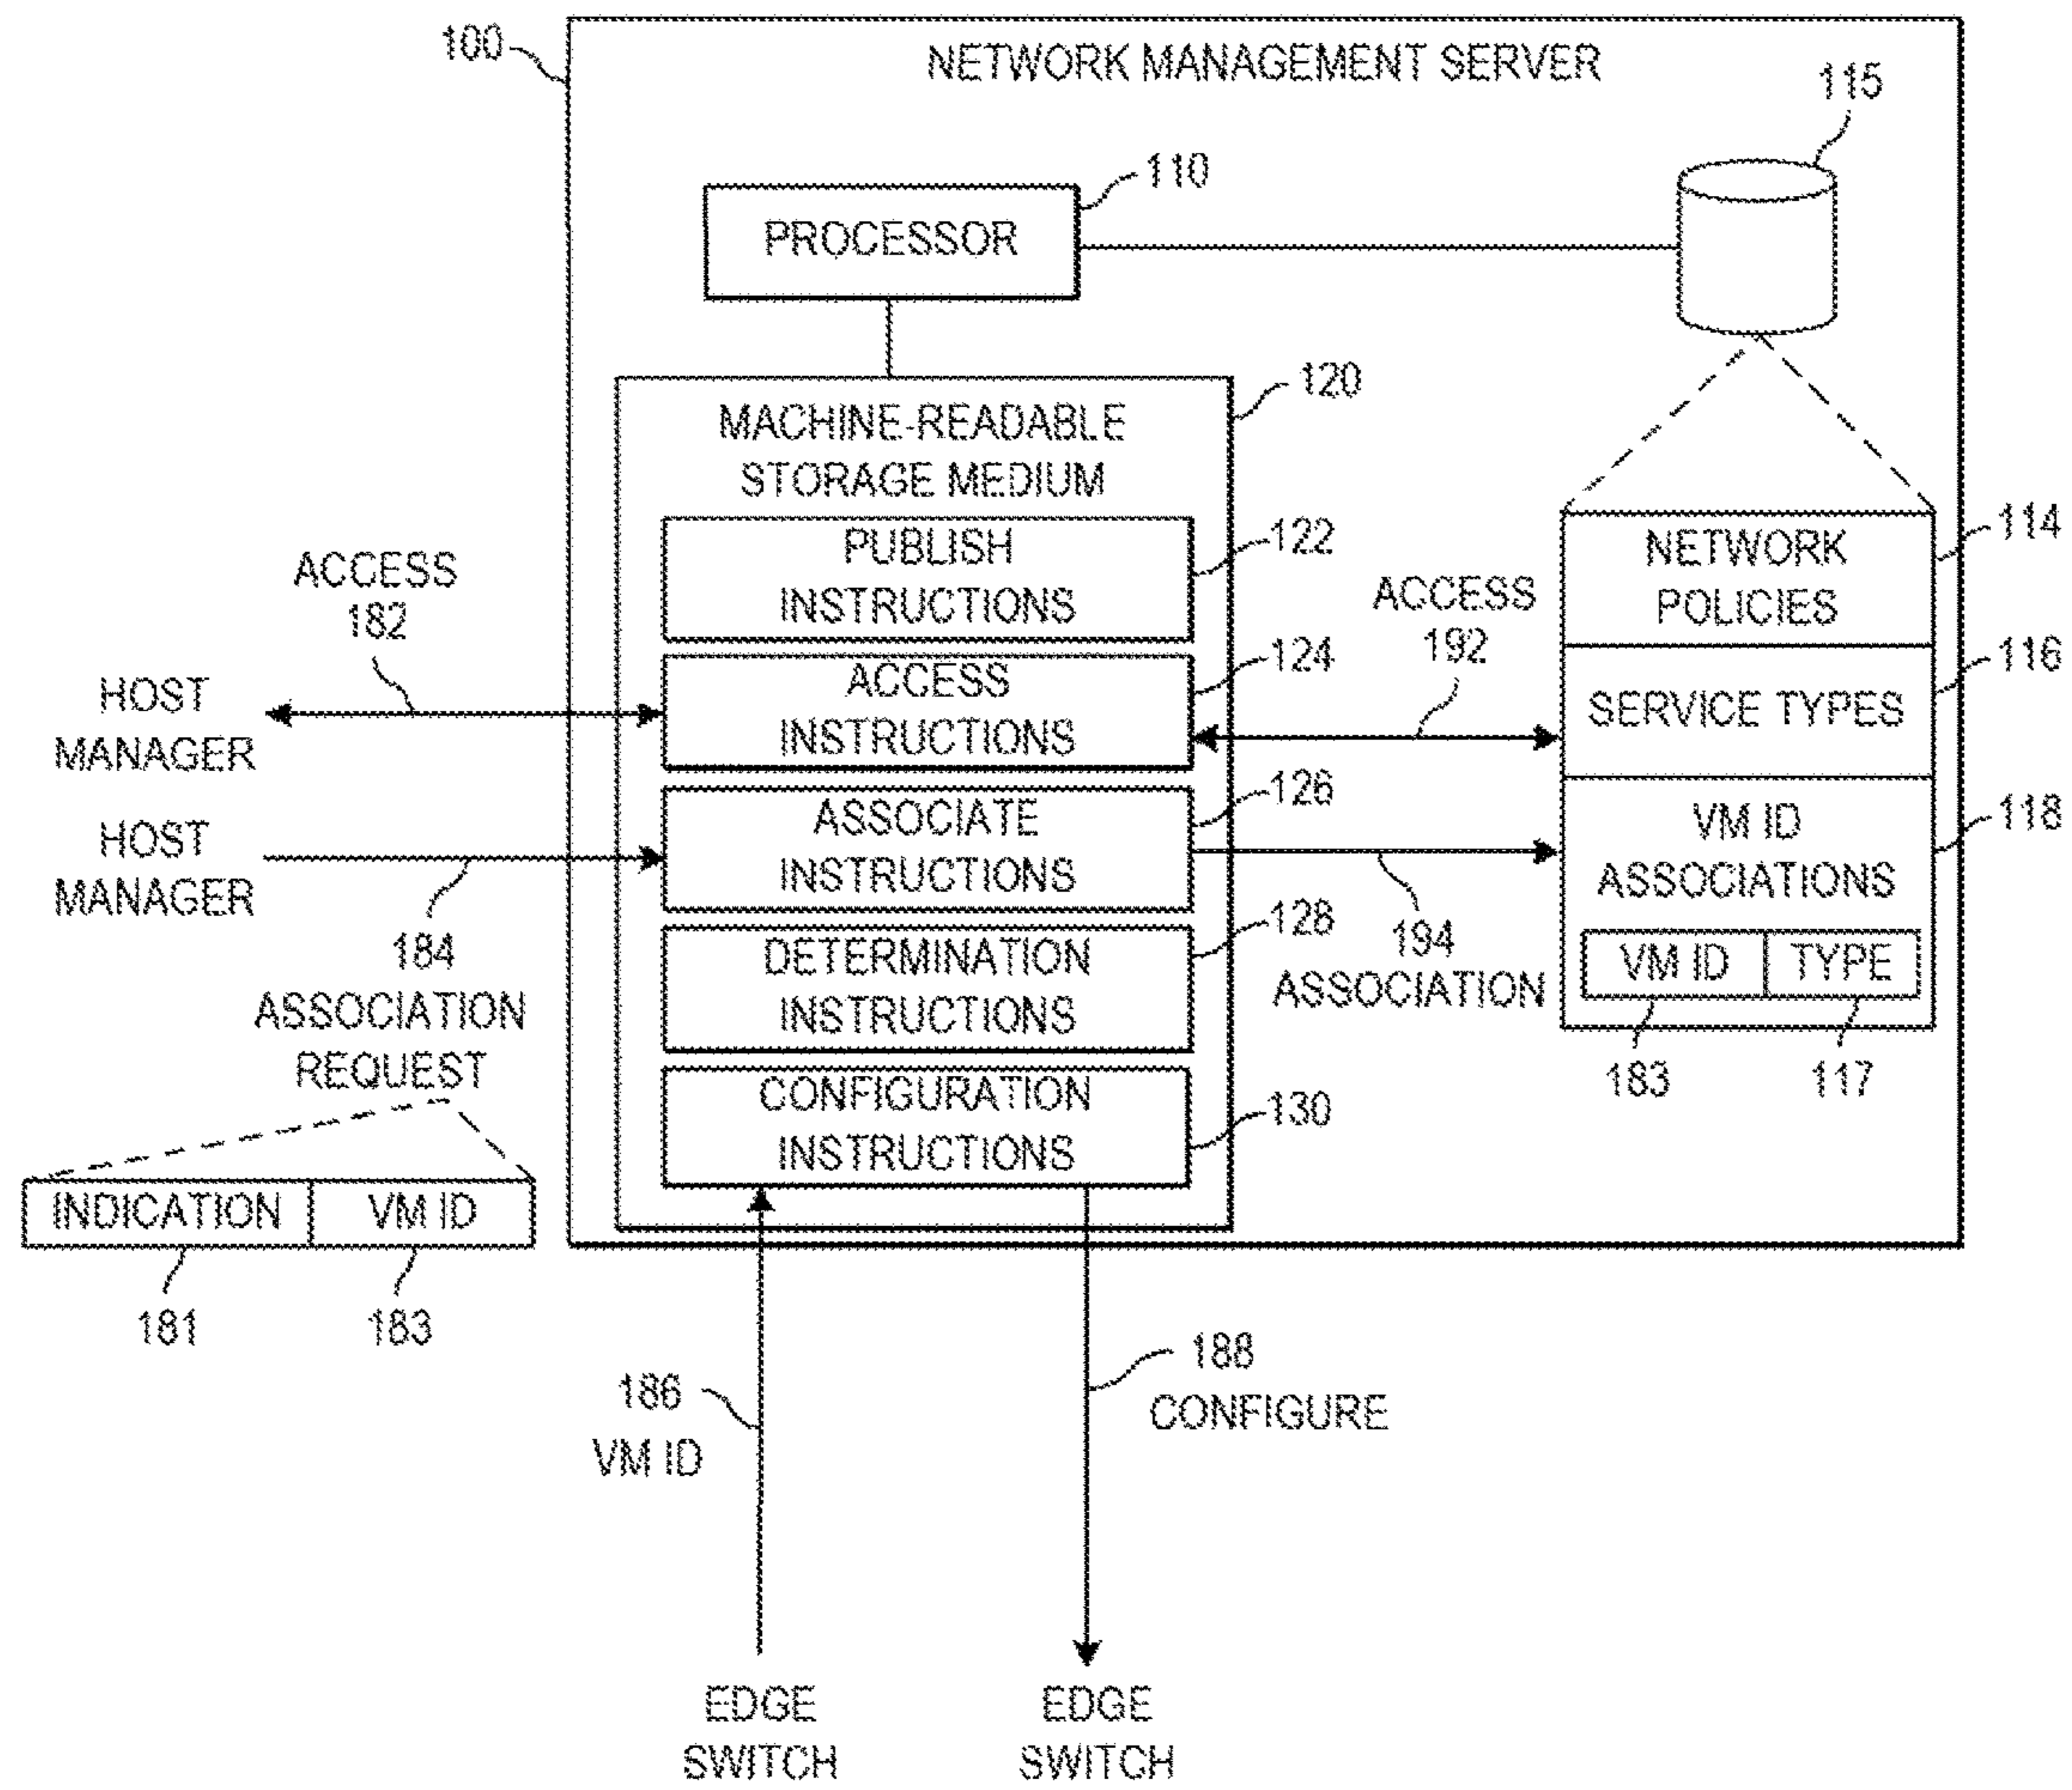 100
NETWORK MANAGEMENT SERVER
115
110
PROCESSOR
120
MACHINE-READABLE
STORAGE MEDIUM
PUBLISH
INSTRUCTIONS
122
ACCESS
INSTRUCTIONS
124
ASSOCIATE
INSTRUCTIONS
126
DETERMINATION
INSTRUCTIONS
128
CONFIGURATION
INSTRUCTIONS
130
ACCESS
182
HOST
MANAGER
HOST
MANAGER
184
ASSOCIATION
REQUEST
INDICATION
VM ID
181
183
ACCESS
192
194
ASSOCIATION
NETWORK
POLICIES
114
SERVICE TYPES
116
VM ID
ASSOCIATIONS
118
VM ID
TYPE
183
117
186
VM ID
188
CONFIGURE
EDGE
SWITCH
EDGE
SWITCH